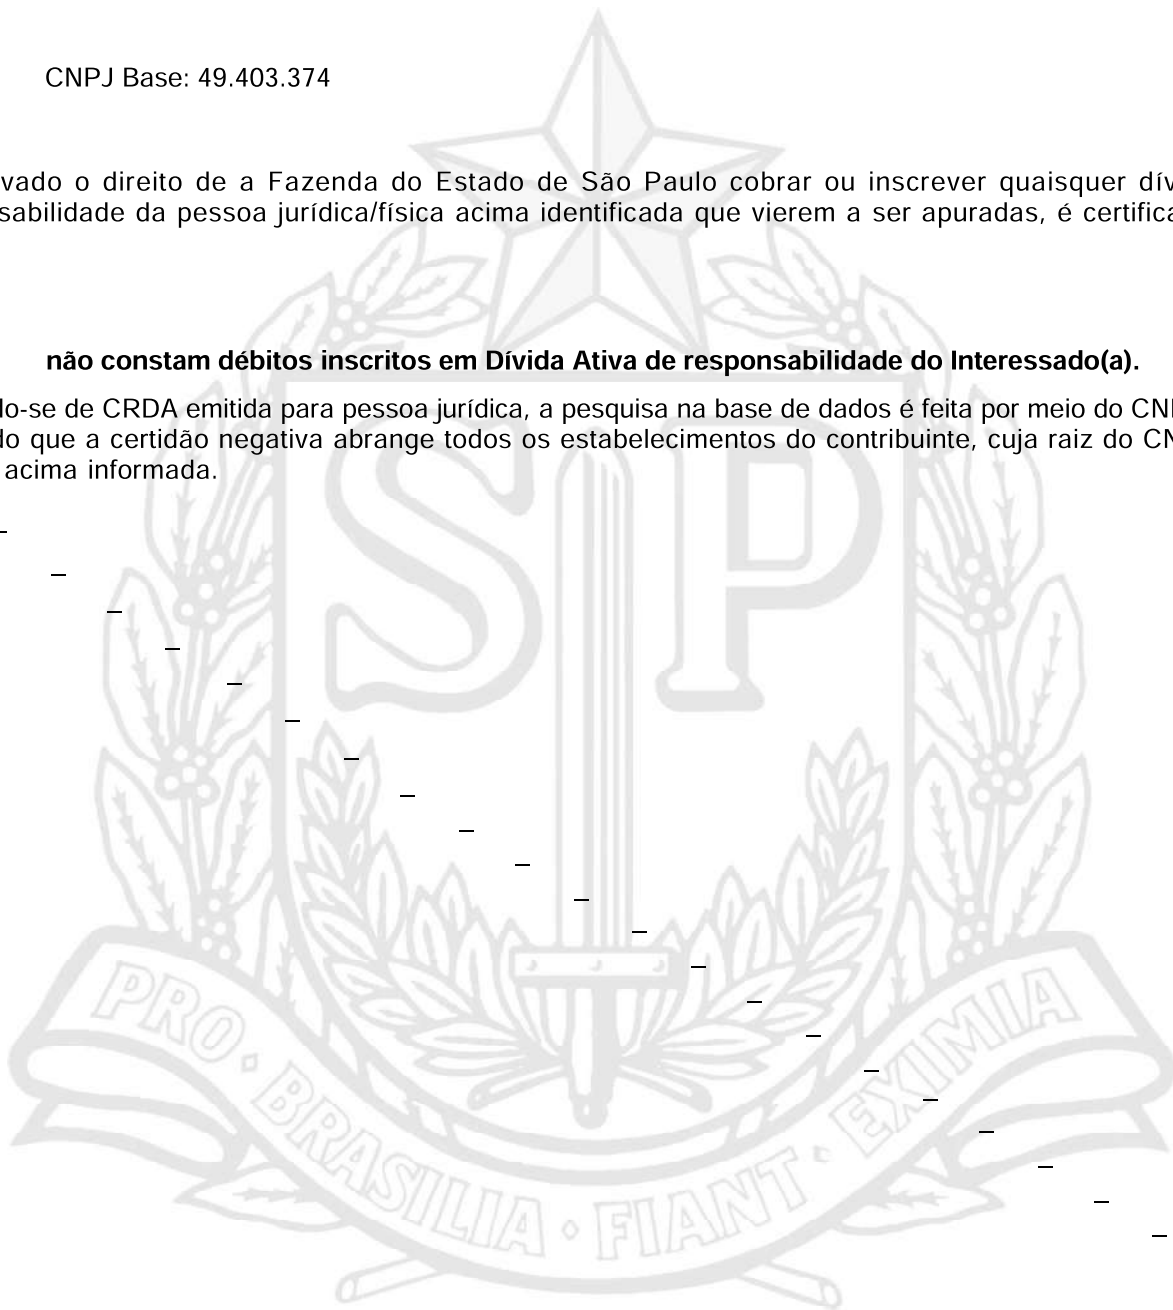 CNPJ Base: 49.403.374
vado o direito de a Fazenda do Estado de São Paulo cobrar ou inscrever quaisquer dív
sabilidade da pessoa jurídica/física acima identificada que vierem a ser apuradas, é certifica
não constam débitos inscritos em Dívida Ativa de responsabilidade do Interessado(a).
do-se de CRDA emitida para pessoa jurídica, a pesquisa na base de dados é feita por meio do CN
do que a certidão negativa abrange todos os estabelecimentos do contribuinte, cuja raiz do CN
acima informada.
SP
PRO · BRASILIA · FIANT · EXIMIA